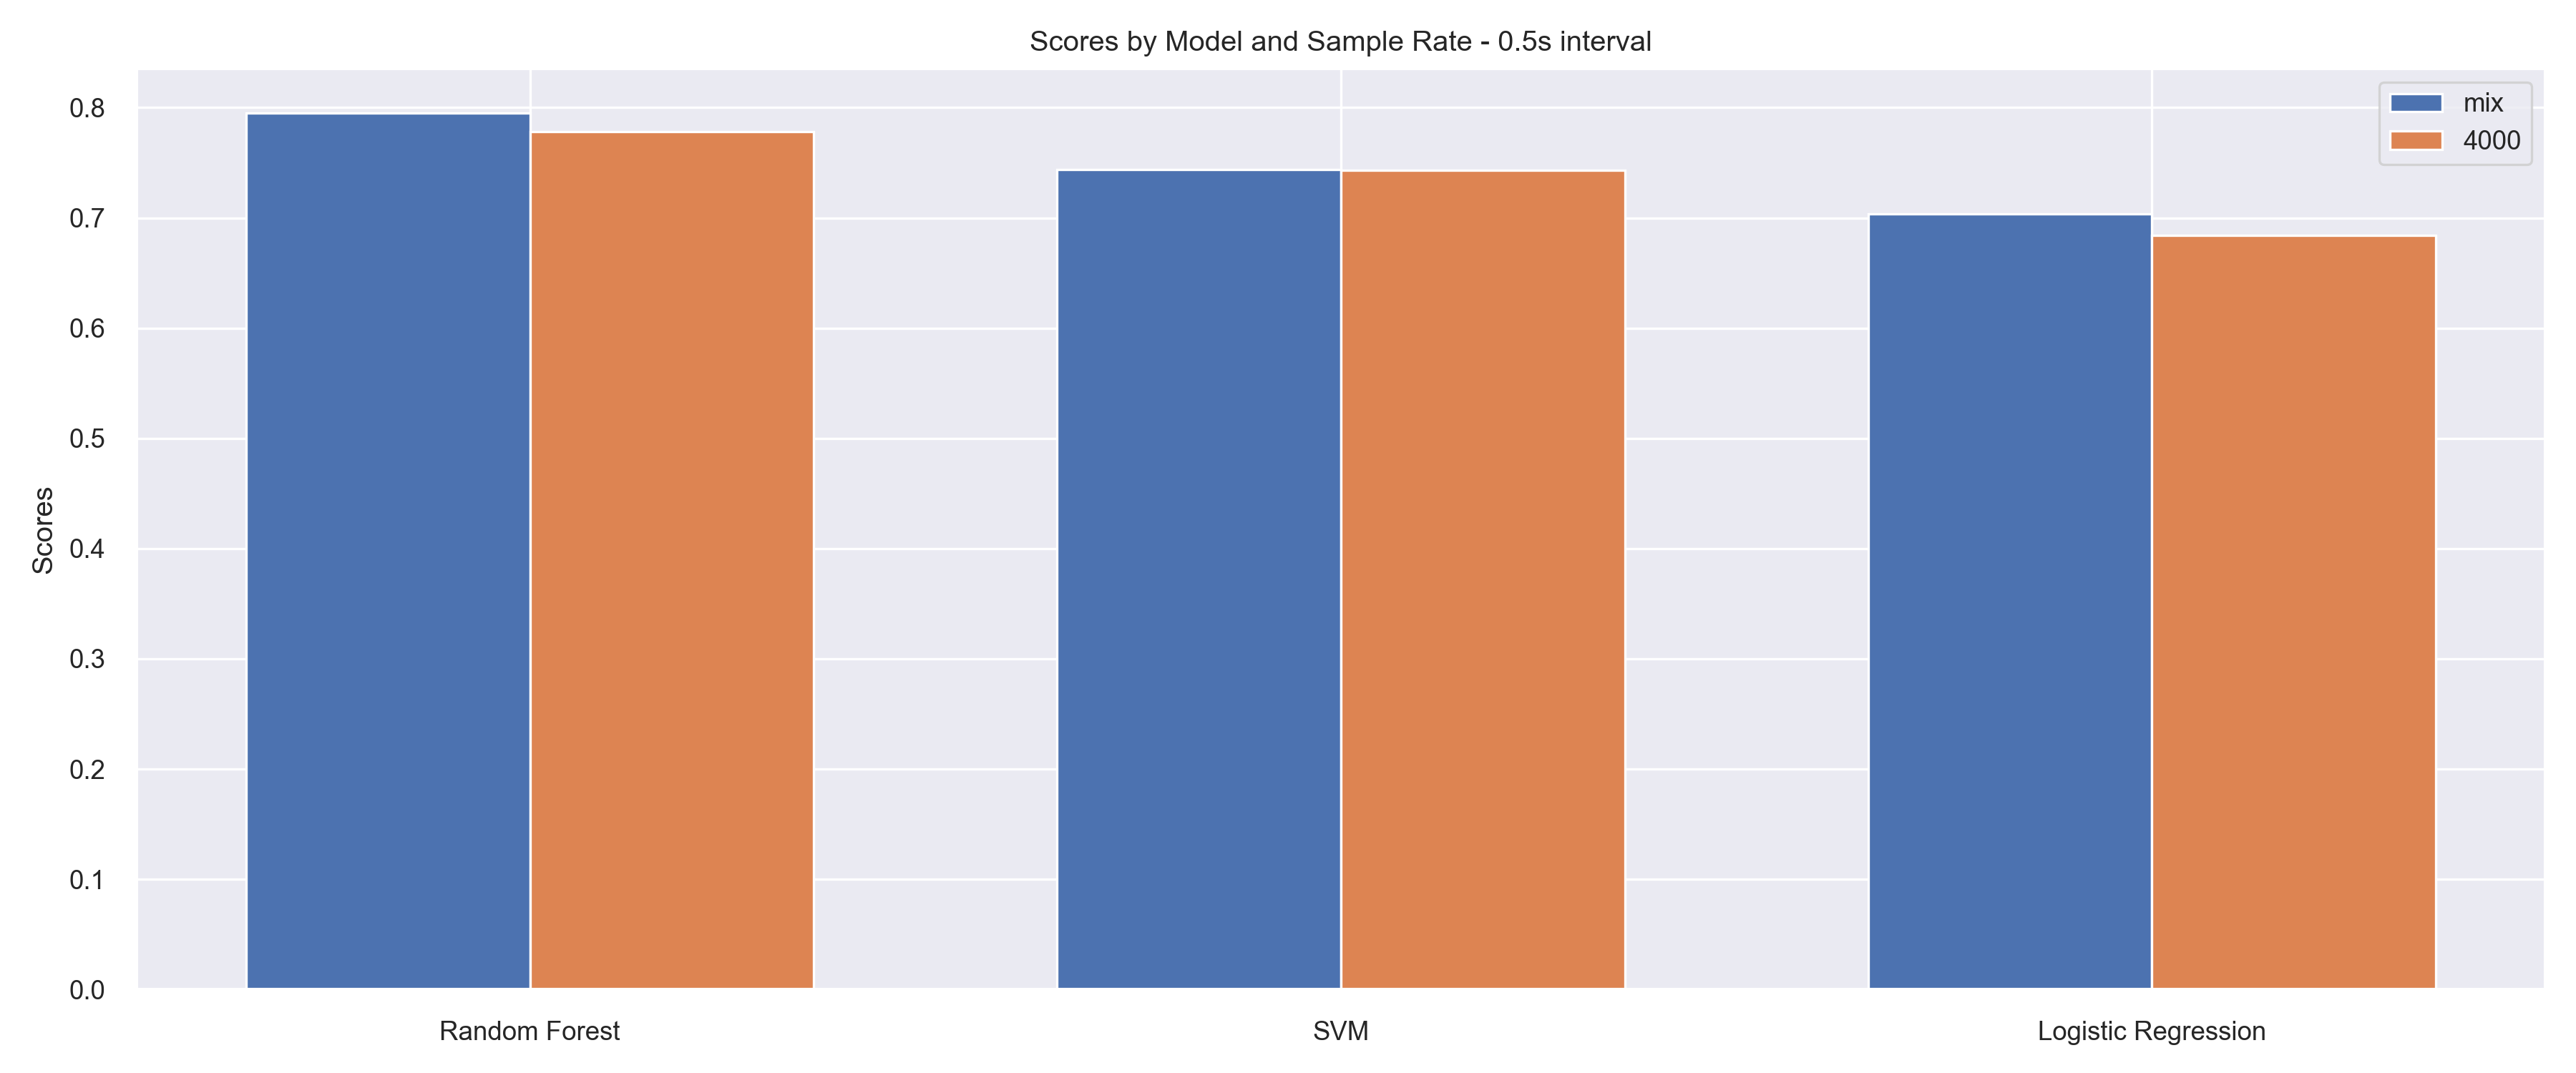 Scores by Model and Sample Rate - 0.5s interval
mix
4000
Scores
0.8
0.7
0.6
0.5
0.4
0.3
0.2
0.1
0.0
Random Forest
SVM
Logistic Regression